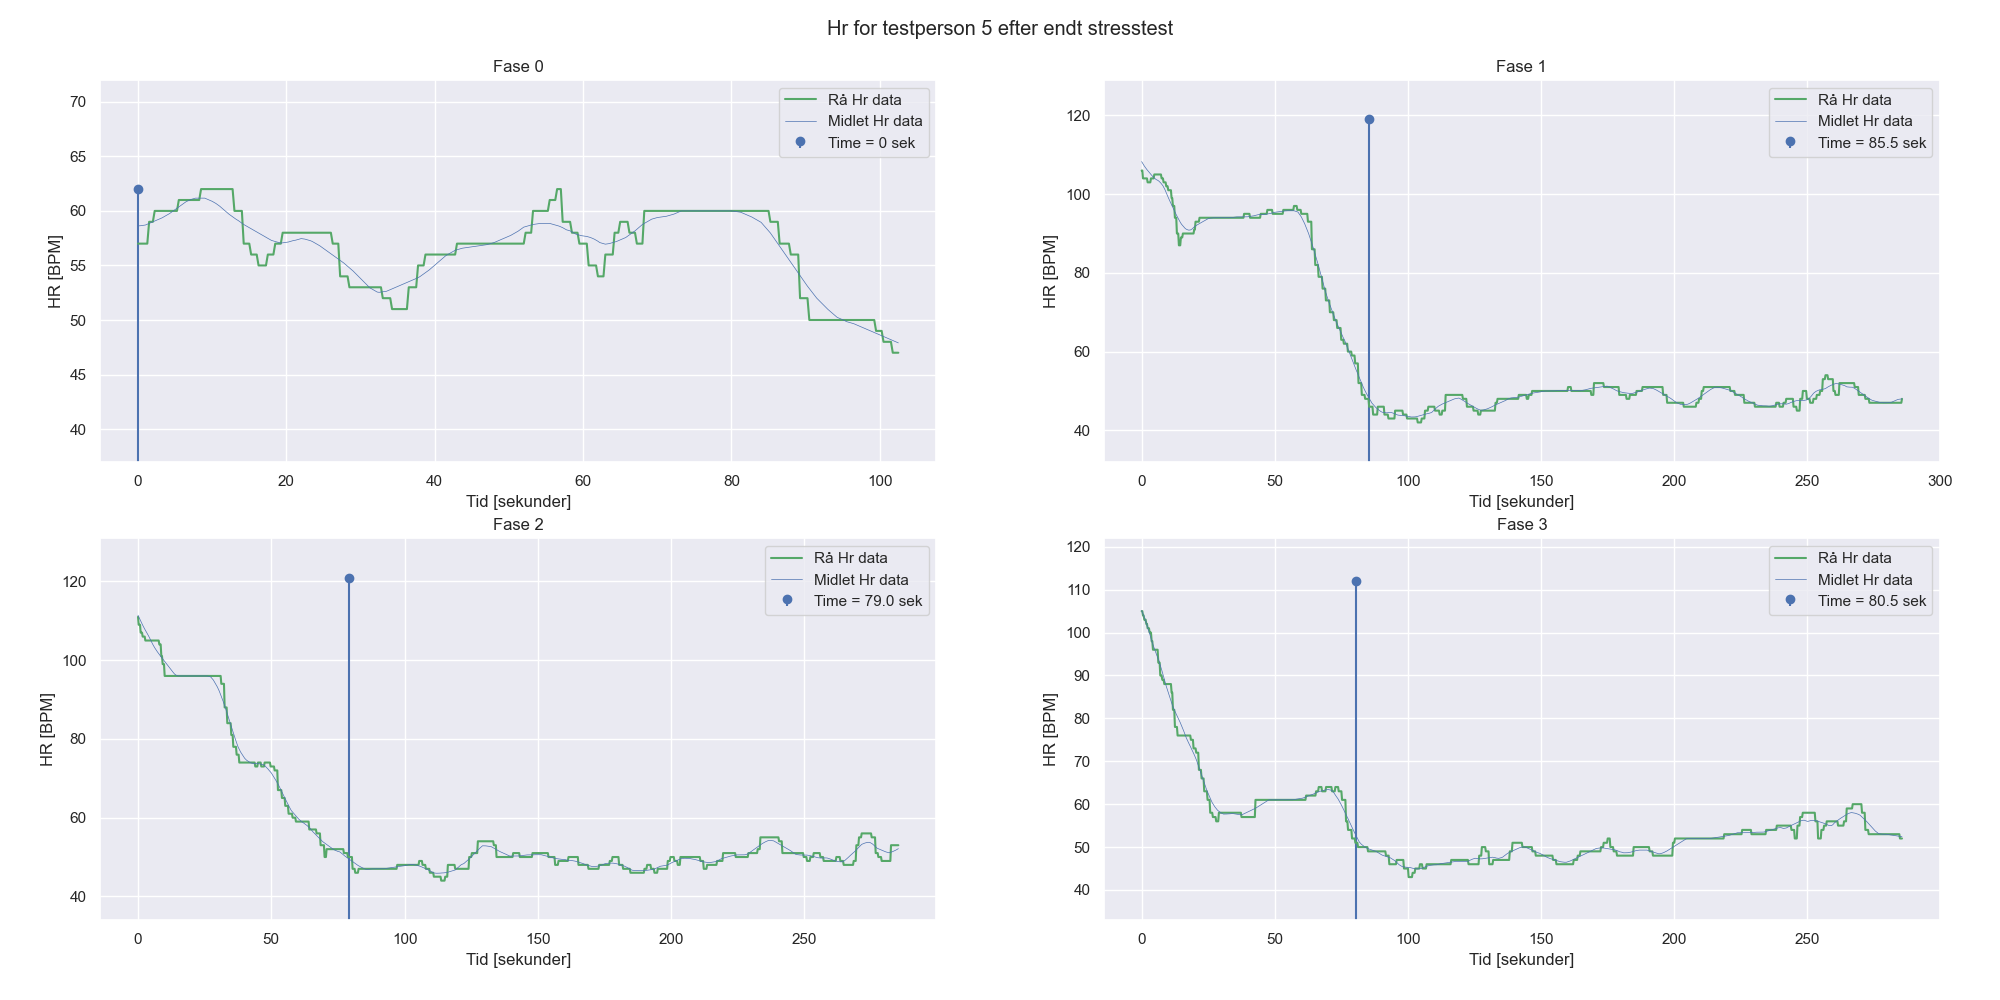 Hr for testperson 5 efter endt stresstest
Fase 0
70
65
60
55
50
45
40
HR [BPM]
0 20 40 60 80 100
Tid [sekunder]
Rå Hr data
Midlet Hr data
Time = 0 sek
Fase 1
120
100
80
60
40
HR [BPM]
0 50 100 150 200 250 300
Tid [sekunder]
Rå Hr data
Midlet Hr data
Time = 85.5 sek
Fase 2
120
100
80
60
40
HR [BPM]
0 50 100 150 200 250
Tid [sekunder]
Rå Hr data
Midlet Hr data
Time = 79.0 sek
Fase 3
120
110
100
90
80
70
60
50
40
HR [BPM]
0 50 100 150 200 250
Tid [sekunder]
Rå Hr data
Midlet Hr data
Time = 80.5 sek